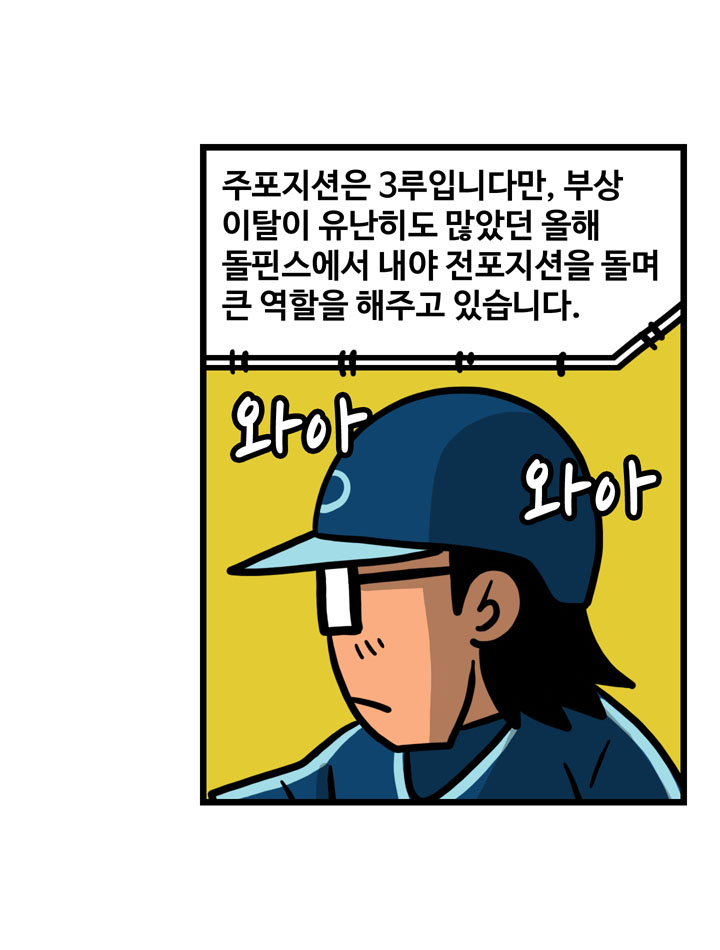 주포지션은 3루입니다만, 부상
이탈이 유난히도 많았던 올해
돌핀스에서 내야 전포지션을 돌며
큰 역할을 해주고 있습니다.
와아
와아